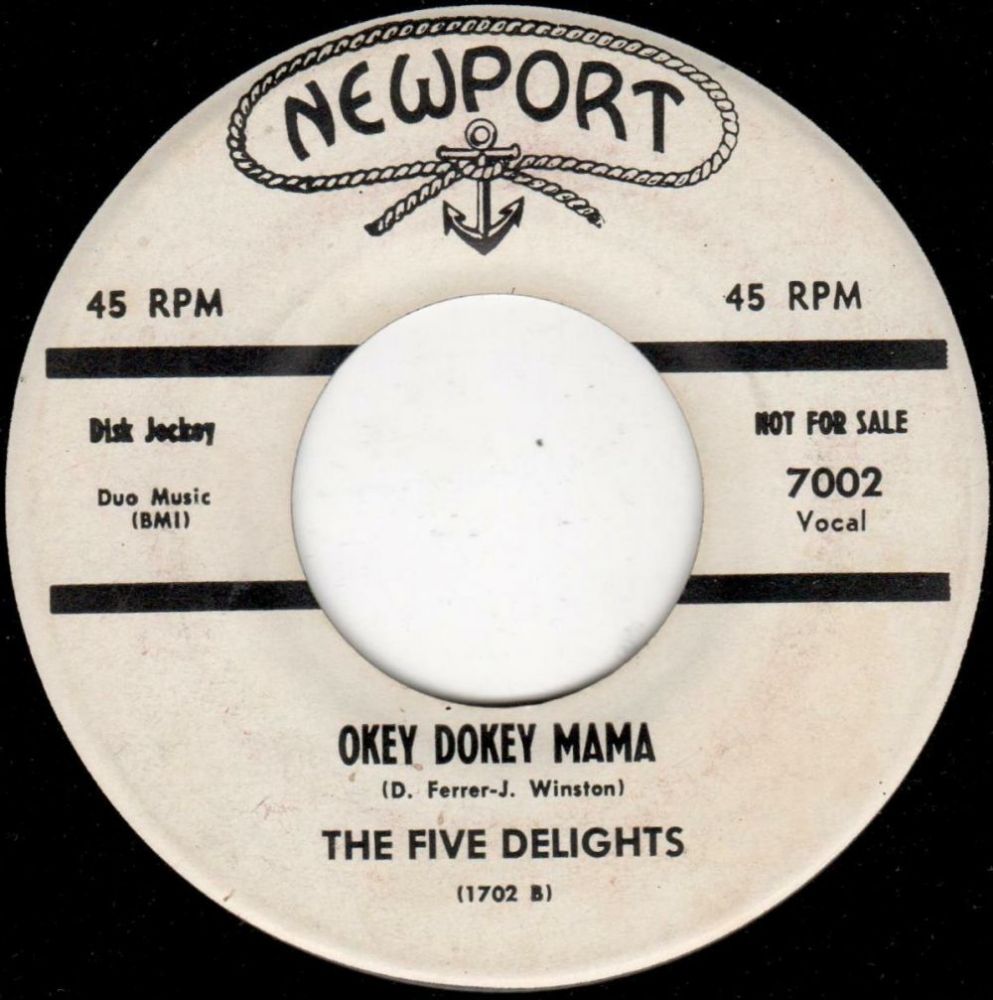 NEWPORT
45 RPM
45 RPM
Disk Jockey
NOT FOR SALE
Duo Music
(BMI)
7002
Vocal
OKEY DOKEY MAMA
(D. Ferrer-J. Winston)
THE FIVE DELIGHTS
(1702 B)